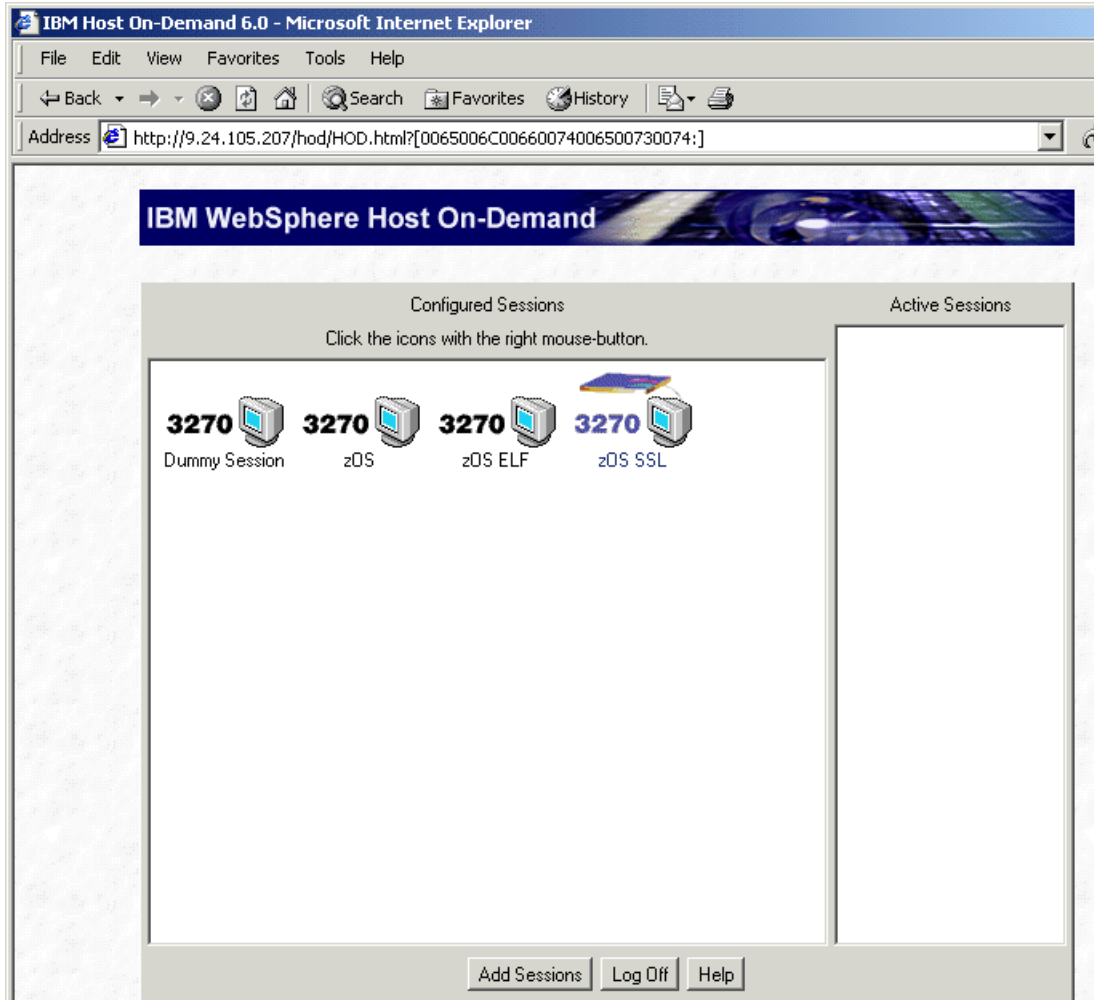 IBM Host On-Demand 6.0 - Microsoft Internet Explorer
File Edit View Favorites Tools Help
Back Search Favorites History
Address http://9.24.105.207/hod/HOD.html?[0065006C00660074006500730074:]
IBM WebSphere Host On-Demand
Configured Sessions
Active Sessions
Click the icons with the right mouse-button.
3270 3270 3270 3270
Dummy Session zOS zOS ELF zOS SSL
Add Sessions Log Off Help